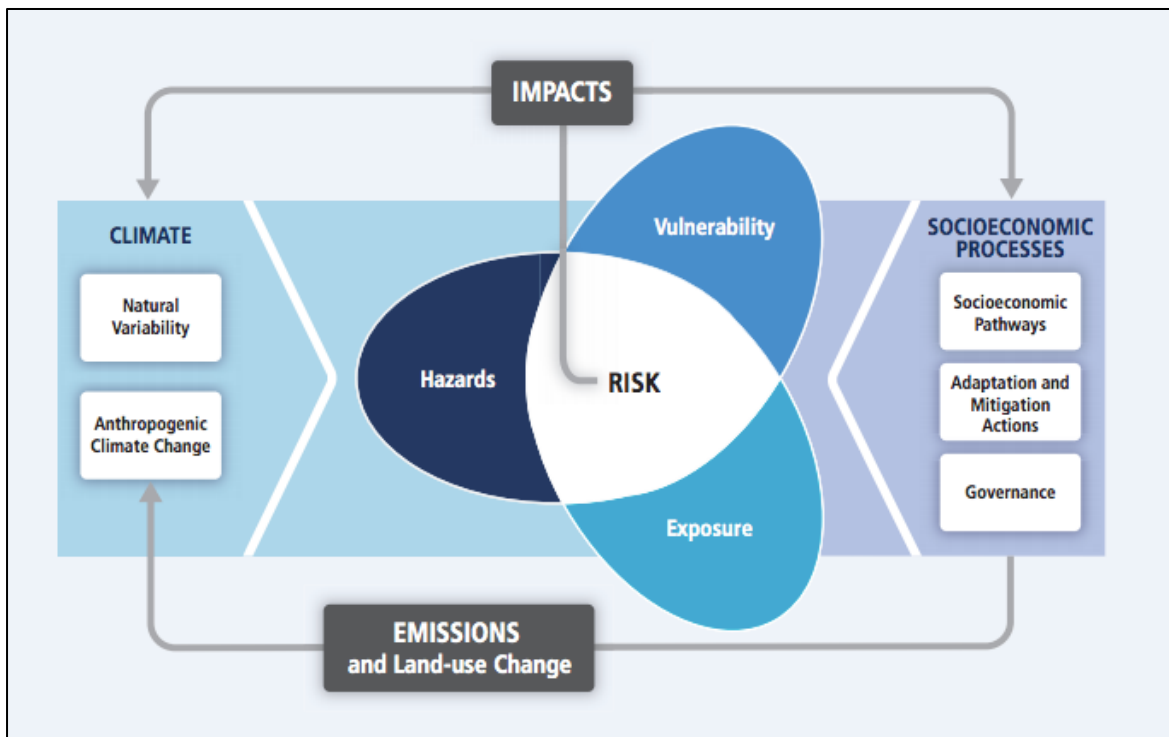 IMPACTS
CLIMATE
Natural
Variability
Anthropogenic
Climate Change
Vulnerability
Hazards
RISK
Exposure
SOCIOECONOMIC
PROCESSES
Socioeconomic
Pathways
Adaptation and
Mitigation
Actions
Governance
EMISSIONS
and Land-use Change